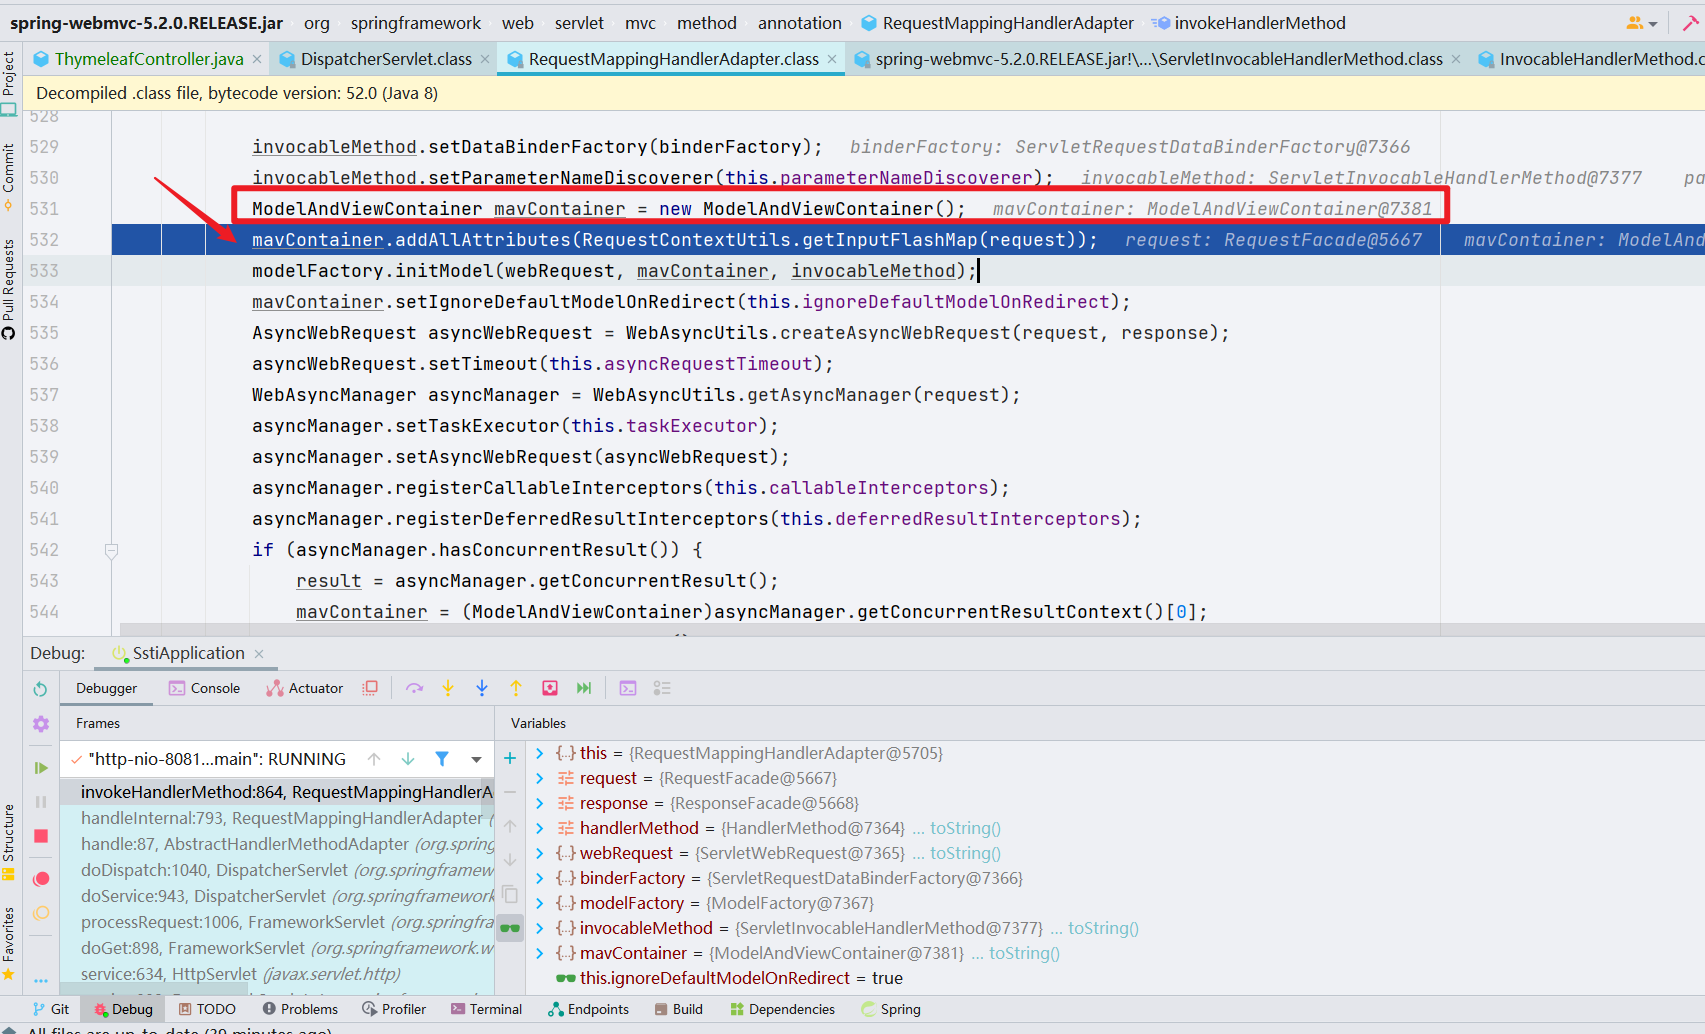 spring-webmvc-5.2.0.RELEASE.jar org springframework web servlet mvc method annotation RequestMappingHandlerAdapter invokeHandlerMethod
ThymeleafController.java DispatcherServlet.class RequestMappingHandlerAdapter.class spring-webmvc-5.2.0.RELEASE.jar!\...\ServletInvocableHandlerMethod.class InvocableHandlerMethod.c
Decompiled .class file, bytecode version: 52.0 (Java 8)
Project
Commit
Pull Requests
Structure
Favorites
528
529 invocableMethod.setDataBinderFactory(binderFactory); binderFactory: ServletRequestDataBinderFactory@7366
530 invocableMethod.setParameterNameDiscoverer(this.parameterNameDiscoverer); invocableMethod: ServletInvocableHandlerMethod@7377 pa
531 ModelAndViewContainer mavContainer = new ModelAndViewContainer(); mavContainer: ModelAndViewContainer@7381
532 mavContainer.addAllAttributes(RequestContextUtils.getInputFlashMap(request)); request: RequestFacade@5667 mavContainer: ModelAnd
533 modelFactory.initModel(webRequest, mavContainer, invocableMethod);
534 mavContainer.setIgnoreDefaultModelOnRedirect(this.ignoreDefaultModelOnRedirect);
535 AsyncWebRequest asyncWebRequest = WebAsyncUtils.createAsyncWebRequest(request, response);
536 asyncWebRequest.setTimeout(this.asyncRequestTimeout);
537 WebAsyncManager asyncManager = WebAsyncUtils.getAsyncManager(request);
538 asyncManager.setTaskExecutor(this.taskExecutor);
539 asyncManager.setAsyncWebRequest(asyncWebRequest);
540 asyncManager.registerCallableInterceptors(this.callableInterceptors);
541 asyncManager.registerDeferredResultInterceptors(this.deferredResultInterceptors);
542 if (asyncManager.hasConcurrentResult()) {
543 result = asyncManager.getConcurrentResult();
544 mavContainer = (ModelAndViewContainer)asyncManager.getConcurrentResultContext()[0];
Debug: SstiApplication
Debugger Console Actuator
Frames
"http-nio-8081...main": RUNNING
invokeHandlerMethod:864, RequestMappingHandlerA
handleInternal:793, RequestMappingHandlerAdapter (
handle:87, AbstractHandlerMethodAdapter (org.spring
doDispatch:1040, DispatcherServlet (org.springframew
doService:943, DispatcherServlet (org.springframework
processRequest:1006, FrameworkServlet (org.springfra
doGet:898, FrameworkServlet (org.springframework.w
service:634, HttpServlet (javax.servlet.http)
Variables
this = {RequestMappingHandlerAdapter@5705}
request = {RequestFacade@5667}
response = {ResponseFacade@5668}
handlerMethod = {HandlerMethod@7364} ... toString()
webRequest = {ServletWebRequest@7365} ... toString()
binderFactory = {ServletRequestDataBinderFactory@7366}
modelFactory = {ModelFactory@7367}
invocableMethod = {ServletInvocableHandlerMethod@7377} ... toString()
mavContainer = {ModelAndViewContainer@7381} ... toString()
this.ignoreDefaultModelOnRedirect = true
Git Debug TODO Problems Profiler Terminal Endpoints Build Dependencies Spring
All files are up-to-date (39 minutes ago)